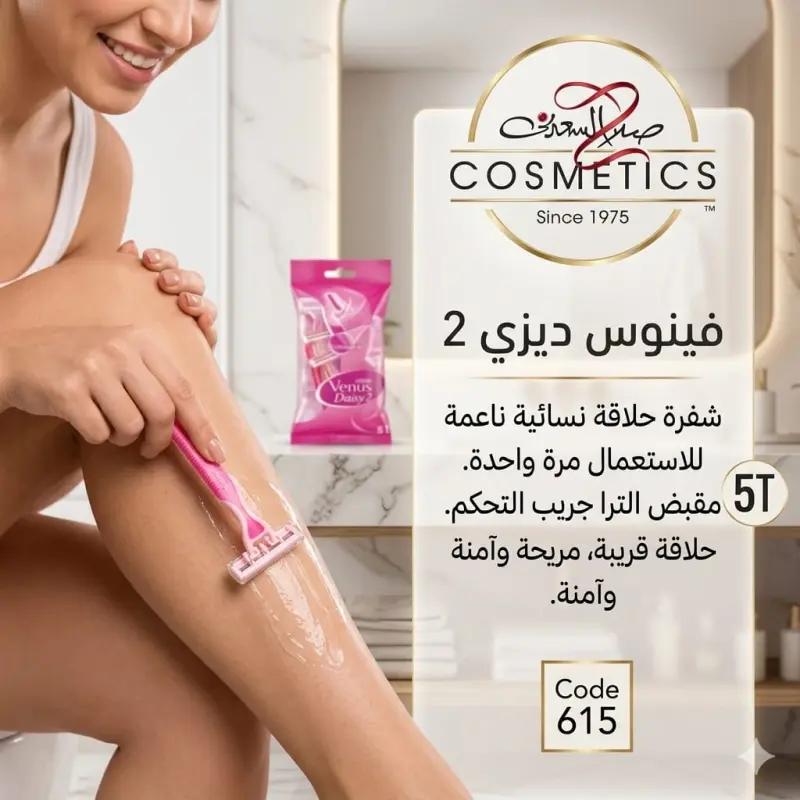 صلاح السعدني
COSMETICS
TM
Since 1975
فينوس ديزي 2
شفرة حلاقة نسائية ناعمة
للاستعمال مرة واحدة.
مقبض الترا جريب التحكم.
حلاقة قريبة، مريحة وآمنة
وآمنة.
5T
Code
615
Venus
Daisy 2